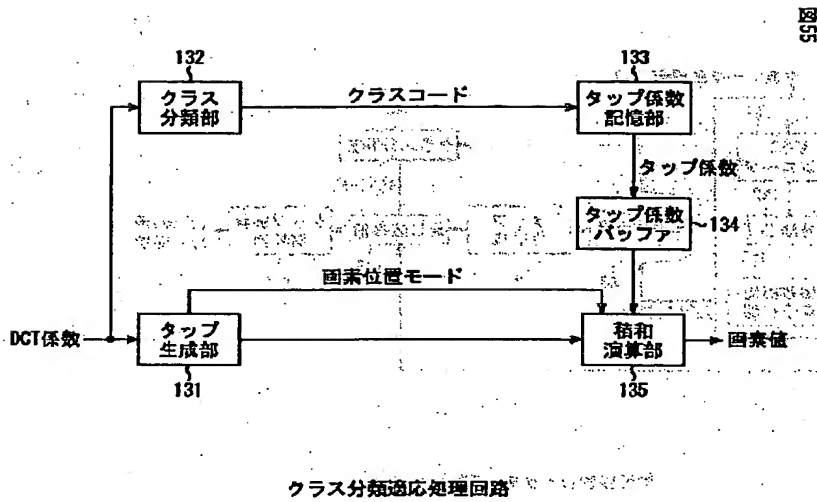 図55
132
クラス
分類部
クラスコード
133
タップ係数
記憶部
タップ係数
タップ係数
バッファ
134
画素位置モード
DCT係数
タップ
生成部
131
積和
演算部
135
画素値
クラス分類適応処理回路